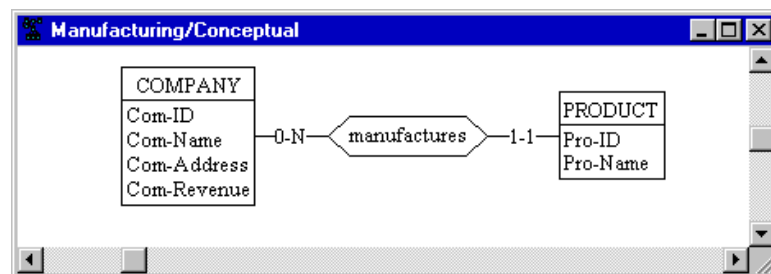 Manufacturing/Conceptual
COMPANY
Com-ID
Com-Name
Com-Address
Com-Revenue
0-N
manufactures
1-1
PRODUCT
Pro-ID
Pro-Name